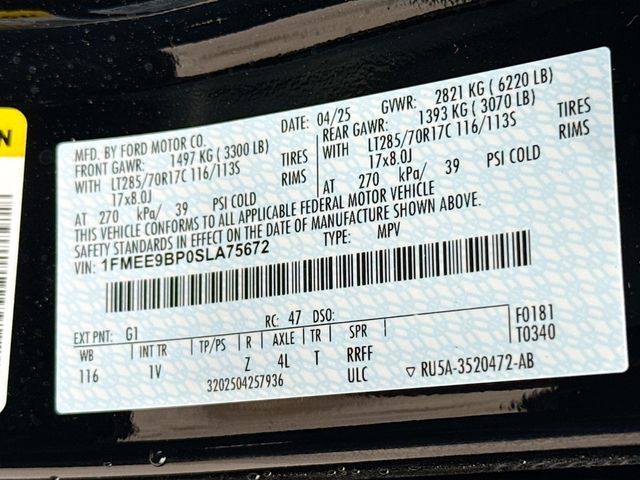 N
MFD. BY FORD MOTOR CO.
DATE: 04/25 GVWR: 2821 KG ( 6220 LB)
FRONT GAWR: 1497 KG ( 3300 LB)
REAR GAWR: 1393 KG ( 3070 LB)
WITH LT285/70R17C 116/113S TIRES
LT285/70R17C 116/113S TIRES
17x8.0J RIMS
WITH 17x8.0J RIMS
AT 270 kPa/ 39 PSI COLD
AT 270 kPa/ 39 PSI COLD
THIS VEHICLE CONFORMS TO ALL APPLICABLE FEDERAL MOTOR VEHICLE
SAFETY STANDARDS IN EFFECT ON THE DATE OF MANUFACTURE SHOWN ABOVE.
VIN: 1FMEE9BP0SLA75672 TYPE: MPV
EXT PNT: G1 RC: 47 DSO: F0181
WB INT TR TP/PS R AXLE TR SPR T0340
116 1V Z 4L T RRFF
3202504257936 ULC ▽ RU5A-3520472-AB